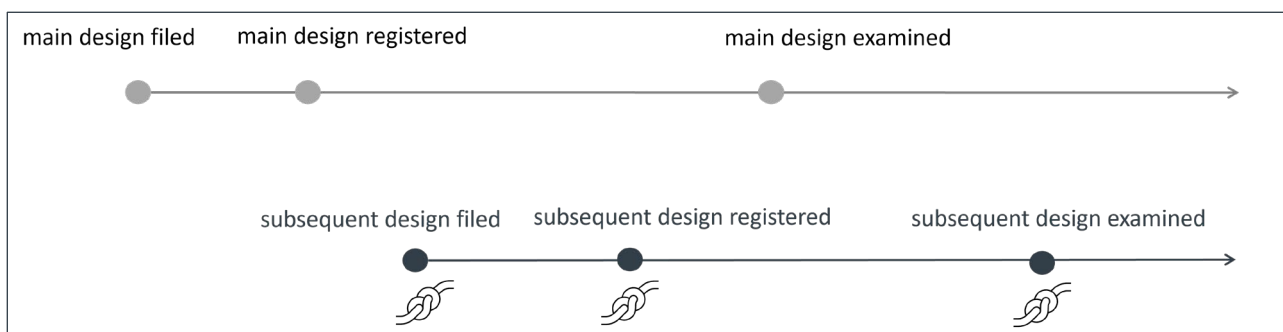 main design filed
main design registered
main design examined
subsequent design filed
subsequent design registered
subsequent design examined